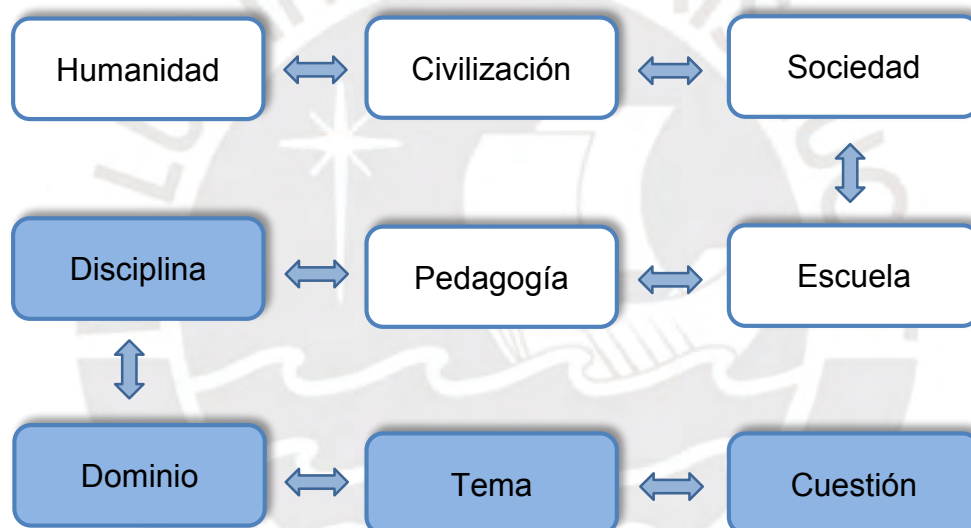 Humanidad
Civilización
Sociedad
Disciplina
Pedagogía
Escuela
Dominio
Tema
Cuestión